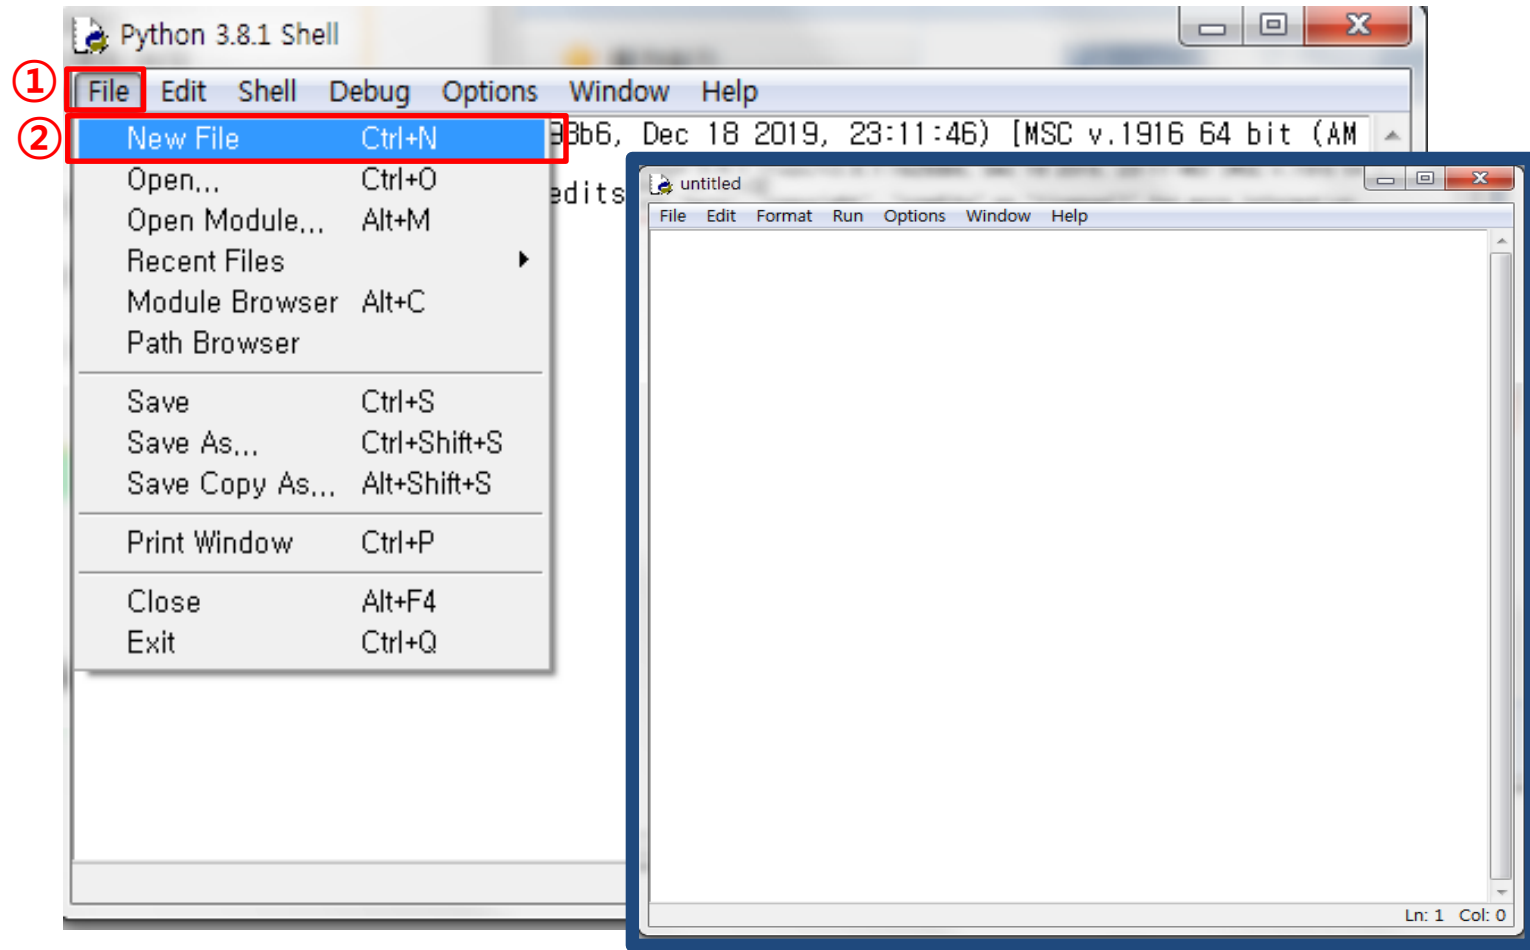 Python 3.8.1 Shell
①
File Edit Shell Debug Options Window Help
②
New File Ctrl+N
Open... Ctrl+O
Open Module... Alt+M
Recent Files
Module Browser Alt+C
Path Browser
Save Ctrl+S
Save As... Ctrl+Shift+S
Save Copy As... Alt+Shift+S
Print Window Ctrl+P
Close Alt+F4
Exit Ctrl+Q
93b6, Dec 18 2019, 23:11:46) [MSC v.1916 64 bit (AM
edits
untitled
File Edit Format Run Options Window Help
Ln: 1 Col: 0